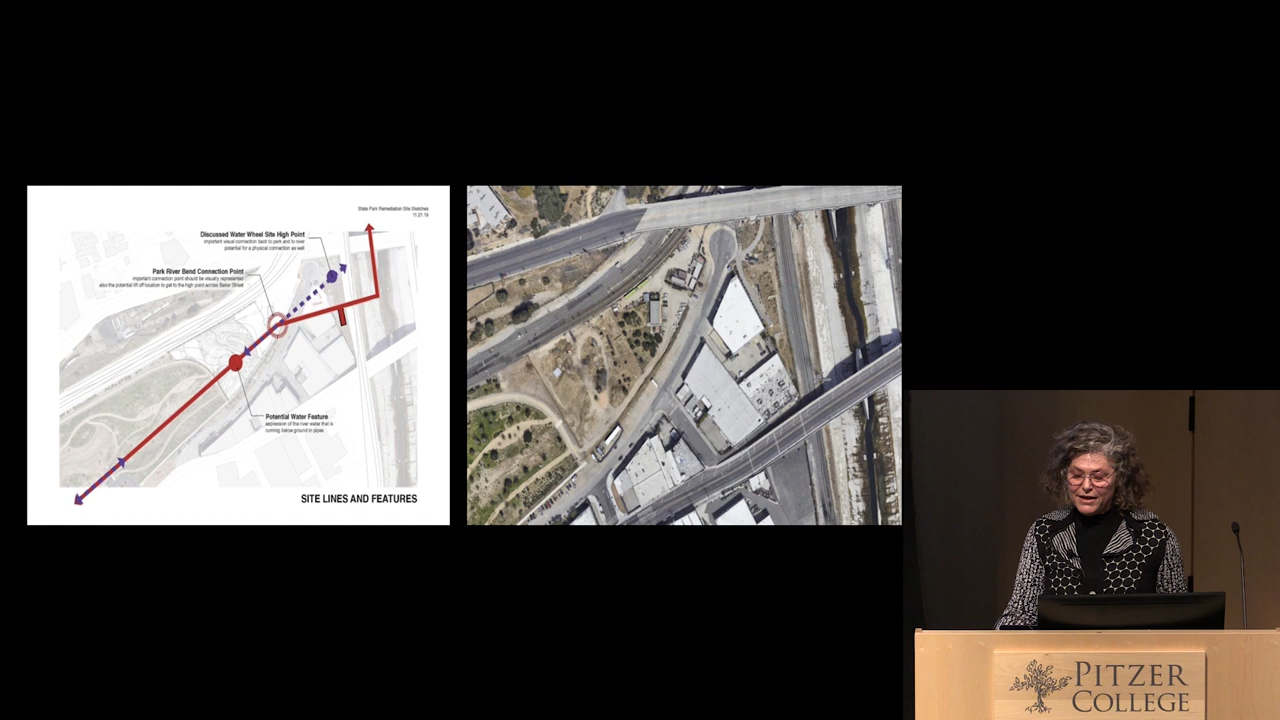 State Park Remediation Site Sketches
11.21.19
Discussed Water Wheel Site High Point
important visual connection back to park and to river
potential for a physical connection as well
Park River Bend Connection Point
important connection point should be visually represented
also the potential lift off location to get to the high point across Baker Street
Potential Water Feature
expression of the river water that is
running below ground in pipes
SITE LINES AND FEATURES
PITZER
COLLEGE